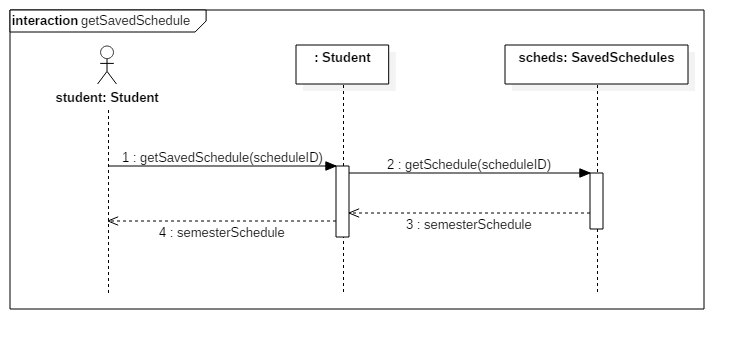 interaction getSavedSchedule
student: Student
: Student
scheds: SavedSchedules
1 : getSavedSchedule(scheduleID)
2 : getSchedule(scheduleID)
3 : semesterSchedule
4 : semesterSchedule